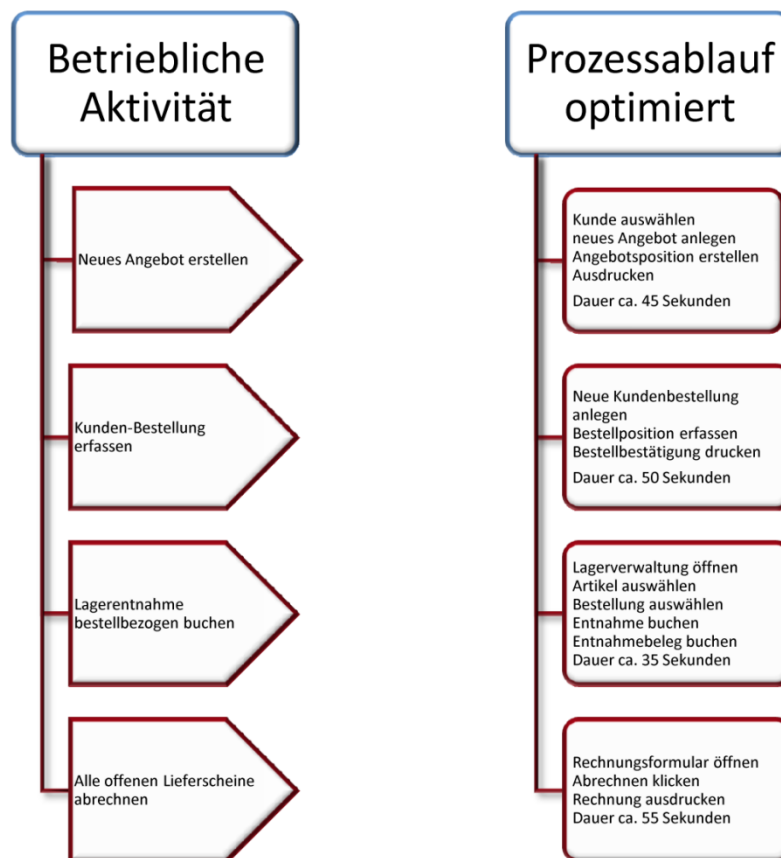 Betriebliche
Aktivität
Neues Angebot erstellen
Kunden-Bestellung
erfassen
Lagerentnahme
bestellbezogen buchen
Alle offenen Lieferscheine
abrechnen
Prozessablauf
optimiert
Kunde auswählen
neues Angebot anlegen
Angebotsposition erstellen
Ausdrucken
Dauer ca. 45 Sekunden
Neue Kundenbestellung
anlegen
Bestellposition erfassen
Bestellbestätigung drucken
Dauer ca. 50 Sekunden
Lagerverwaltung öffnen
Artikel auswählen
Bestellung auswählen
Entnahme buchen
Entnahmebeleg buchen
Dauer ca. 35 Sekunden
Rechnungsformular öffnen
Abrechnen klicken
Rechnung ausdrucken
Dauer ca. 55 Sekunden